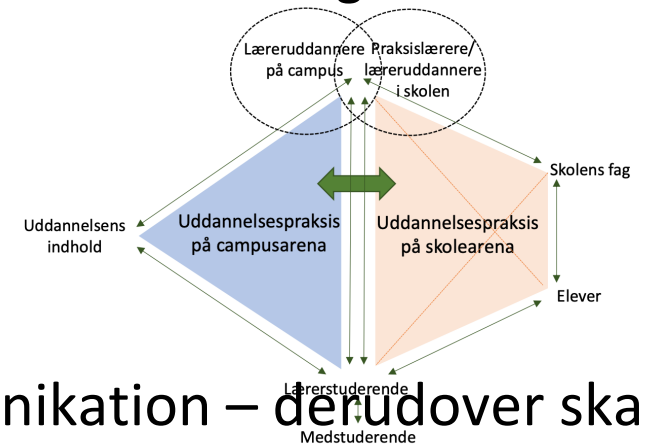 Læreruddannere
på campus
Praksislærere/
læreruddannere
i skolen
Skolens fag
Uddannelsens
indhold
Uddannelsespraksis
på campusarena
Uddannelsespraksis
på skolearena
Elever
Lærerstuderende
nikation – derudover ska
Medstuderende